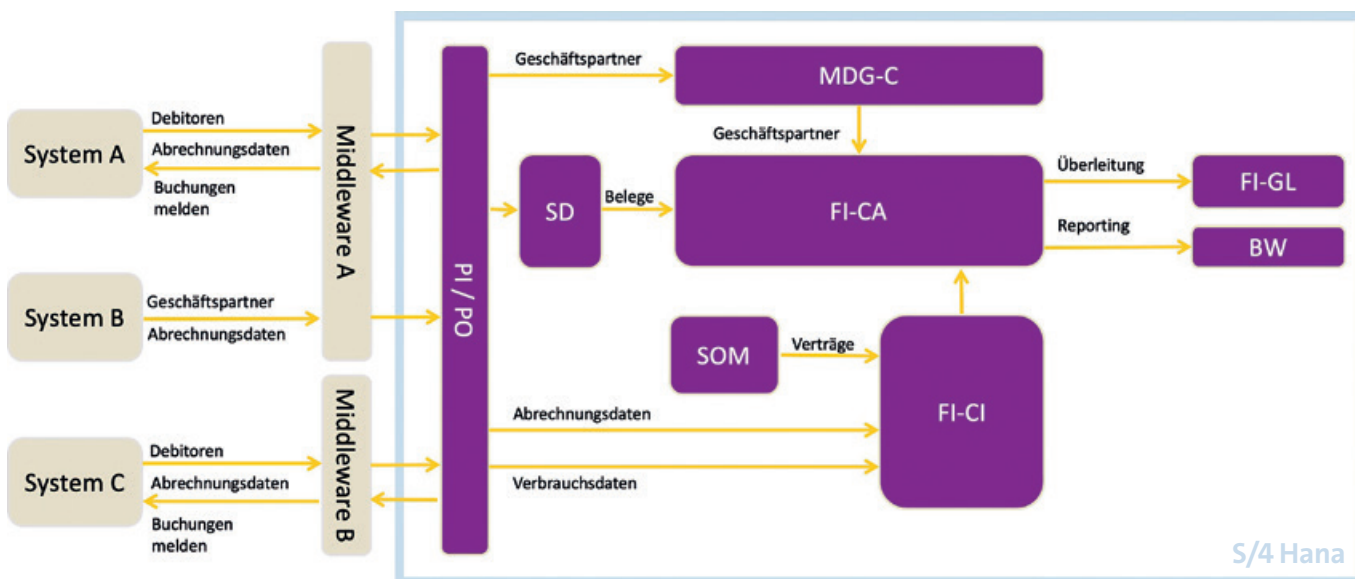 System A
Debitoren
Abrechnungsdaten
Buchungen
melden
System B
Geschäftspartner
Abrechnungsdaten
System C
Debitoren
Abrechnungsdaten
Buchungen
melden
Middleware A
Middleware B
PI / PO
Geschäftspartner
MDG-C
Geschäftspartner
SD
Belege
FI-CA
Überleitung
FI-GL
Reporting
BW
SOM
Verträge
FI-CI
Abrechnungsdaten
Verbrauchsdaten
S/4 Hana